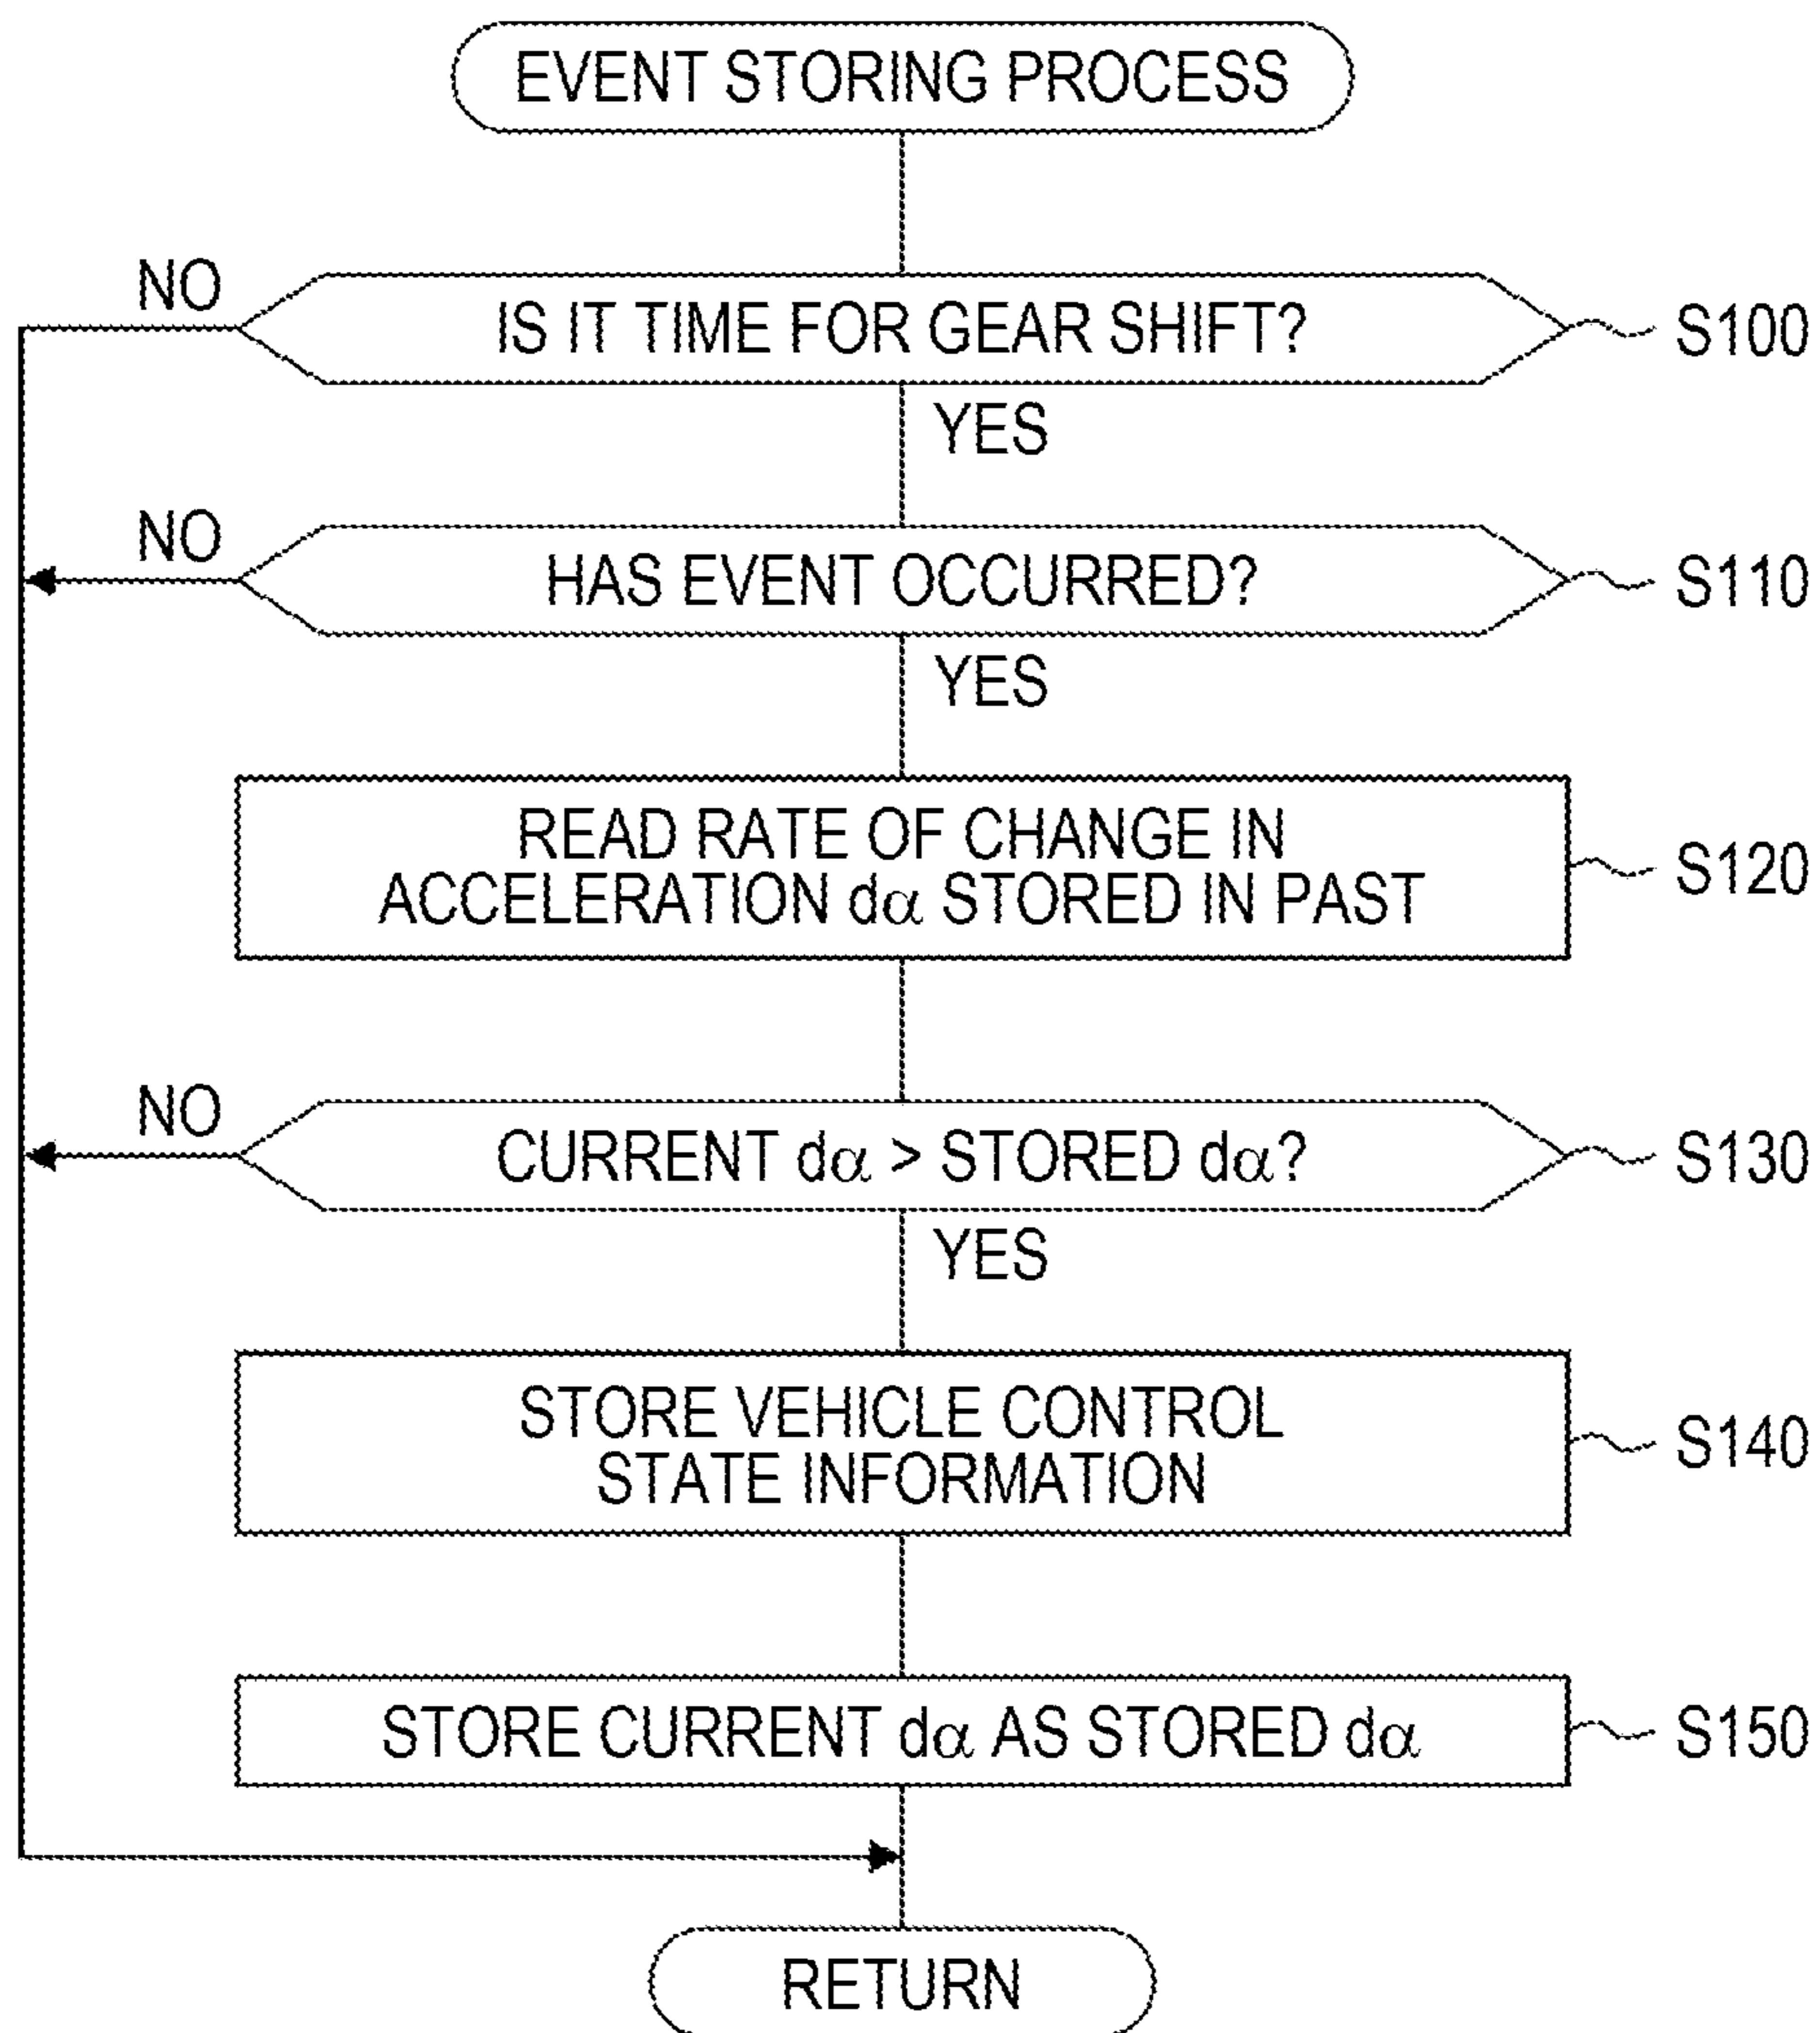 EVENT STORING PROCESS
NO
IS IT TIME FOR GEAR SHIFT?
S100
YES
NO
HAS EVENT OCCURRED?
S110
YES
READ RATE OF CHANGE IN
ACCELERATION dα STORED IN PAST
S120
NO
CURRENT dα > STORED dα?
S130
YES
STORE VEHICLE CONTROL
STATE INFORMATION
S140
STORE CURRENT dα AS STORED dα
S150
RETURN